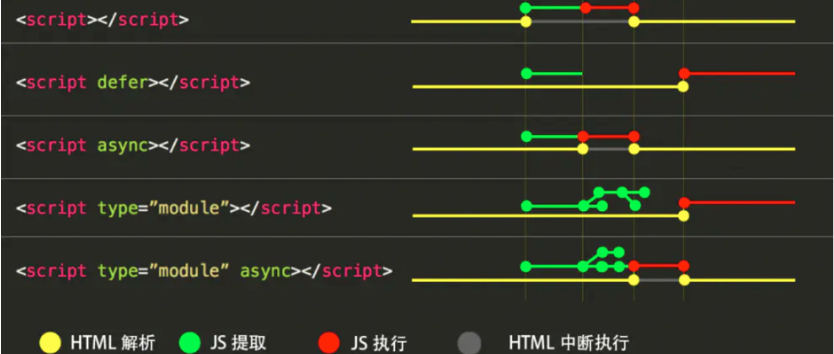 <script></script>
<script defer></script>
<script async></script>
<script type=”module”></script>
<script type=”module” async></script>
HTML 解析 JS 提取 JS 执行 HTML 中断执行